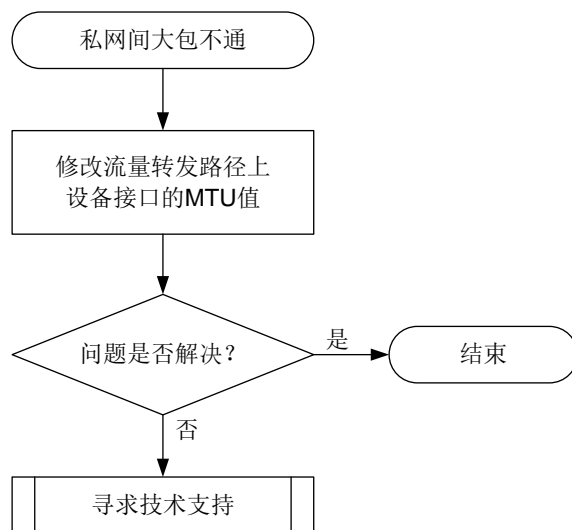 私网间大包不通
修改流量转发路径上
设备接口的MTU值
问题是否解决？
是
结束
否
寻求技术支持